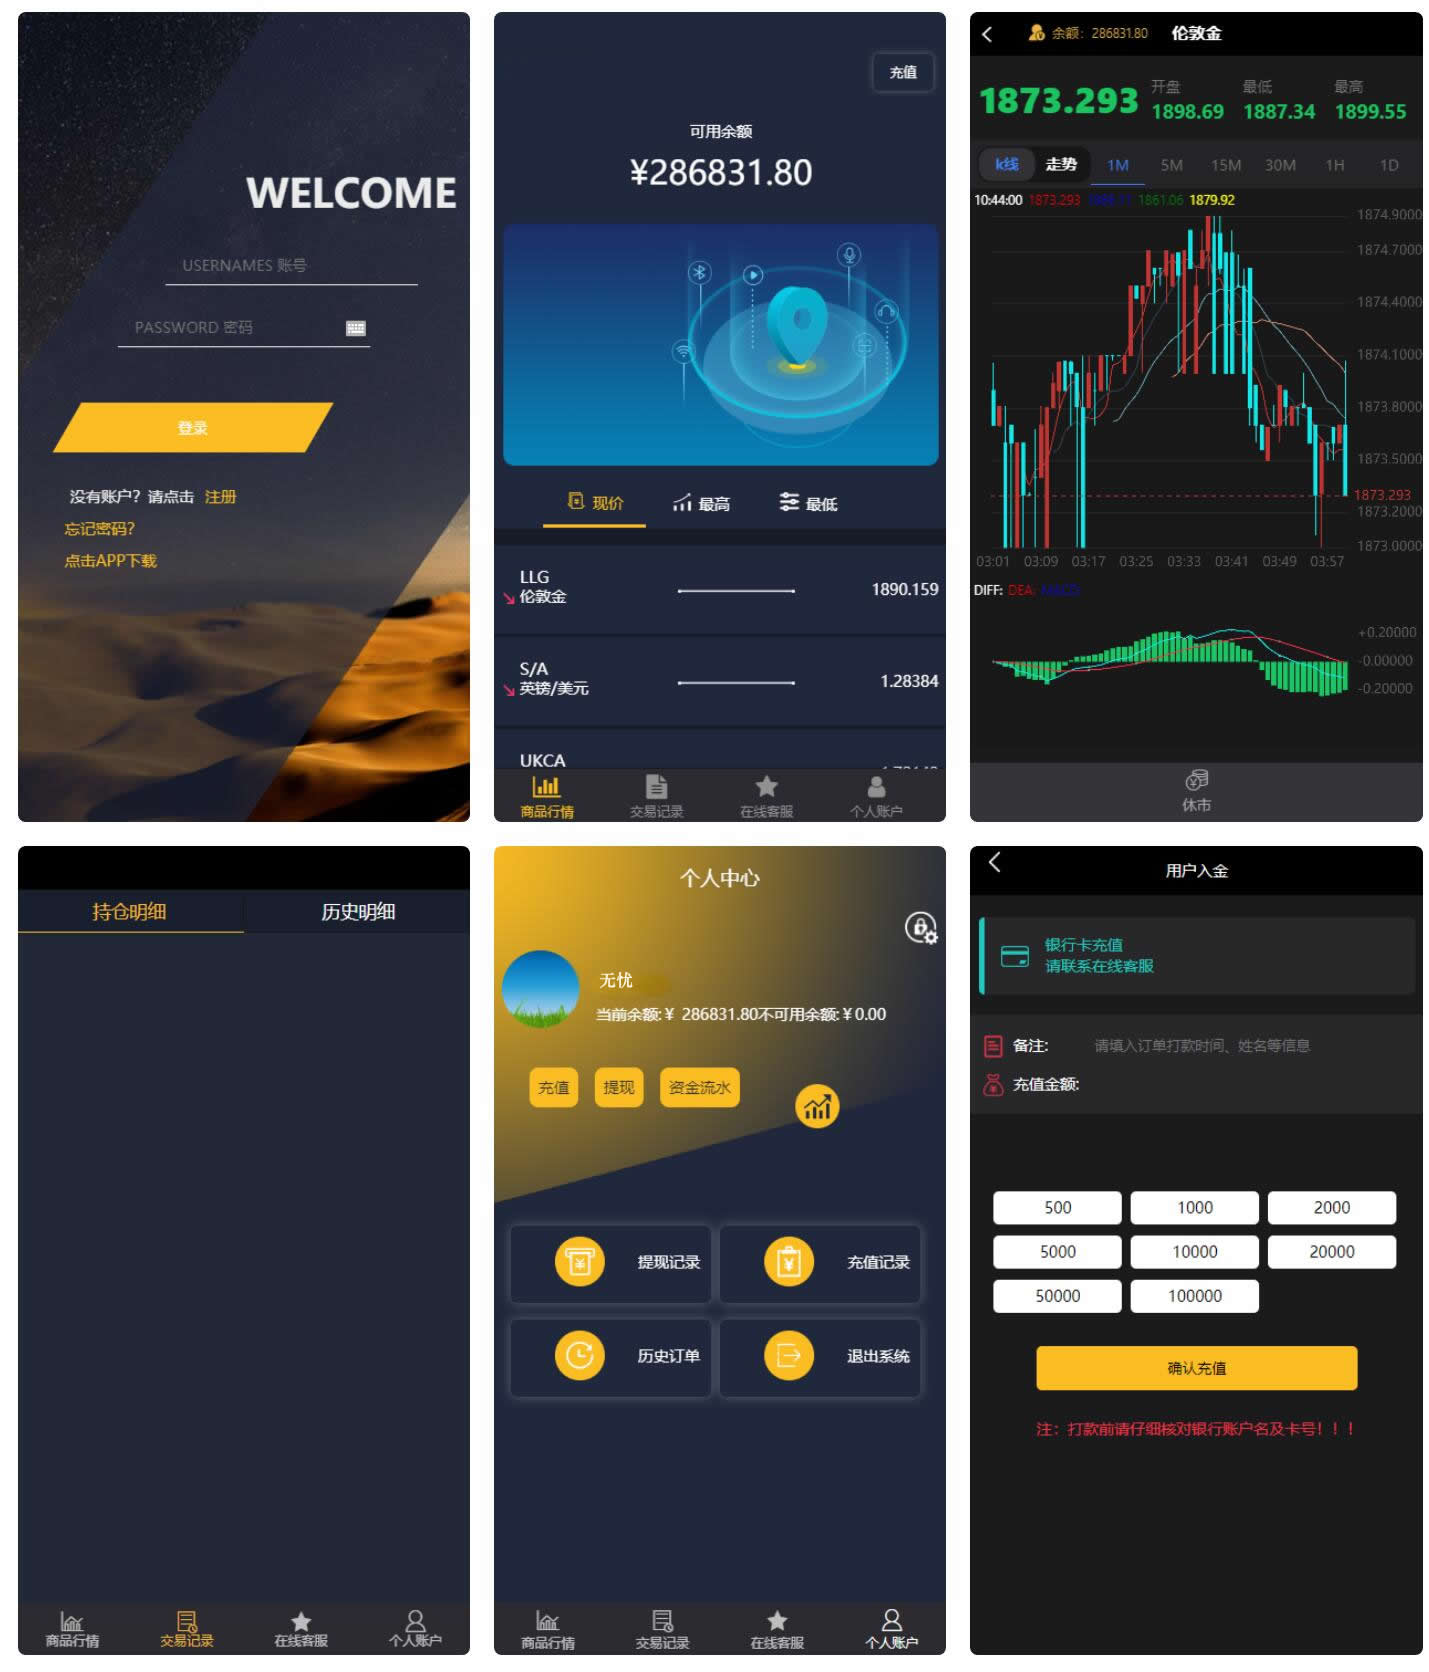 WELCOME
USERNAMES 账号
PASSWORD 密码
登录
没有账户？请点击 注册
忘记密码?
点击APP下载
充值
可用余额
¥286831.80
现价 最高 最低
LLG
伦敦金
1890.159
S/A
英镑/美元
1.28384
UKCA
商品行情 交易记录 在线客服 个人账户
余额：286831.80 伦敦金
1873.293
开盘 最低 最高
1898.69 1887.34 1899.55
k线 走势 1M 5M 15M 30M 1H 1D
10:44:00 1873.293 1861.06 1879.92
1874.9000
1874.7000
1874.4000
1874.1000
1873.8000
1873.5000
1873.293
1873.2000
1873.0000
03:01 03:09 03:17 03:25 03:33 03:41 03:49 03:57
DIFF: DEA: MACD:
+0.20000
-0.00000
-0.20000
休市
持仓明细 历史明细
商品行情 交易记录 在线客服 个人账户
个人中心
无忧
当前余额:¥ 286831.80不可用余额:¥0.00
充值 提现 资金流水
提现记录 充值记录
历史订单 退出系统
商品行情 交易记录 在线客服 个人账户
用户入金
银行卡充值
请联系在线客服
备注: 请填入订单打款时间、姓名等信息
充值金额:
500 1000 2000
5000 10000 20000
50000 100000
确认充值
注：打款前请仔细核对银行账户名及卡号！！！